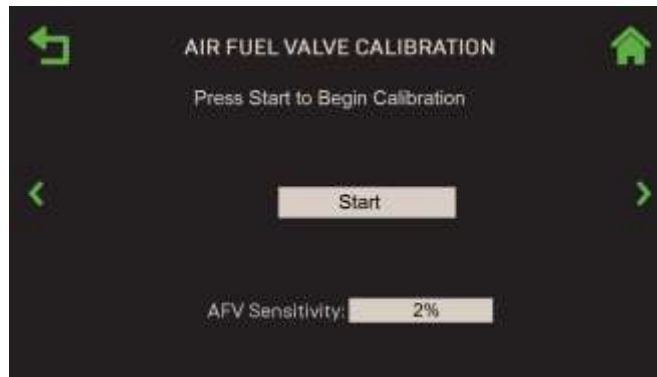 AIR FUEL VALVE CALIBRATION
Press Start to Begin Calibration
Start
AFV Sensitivity: 2%